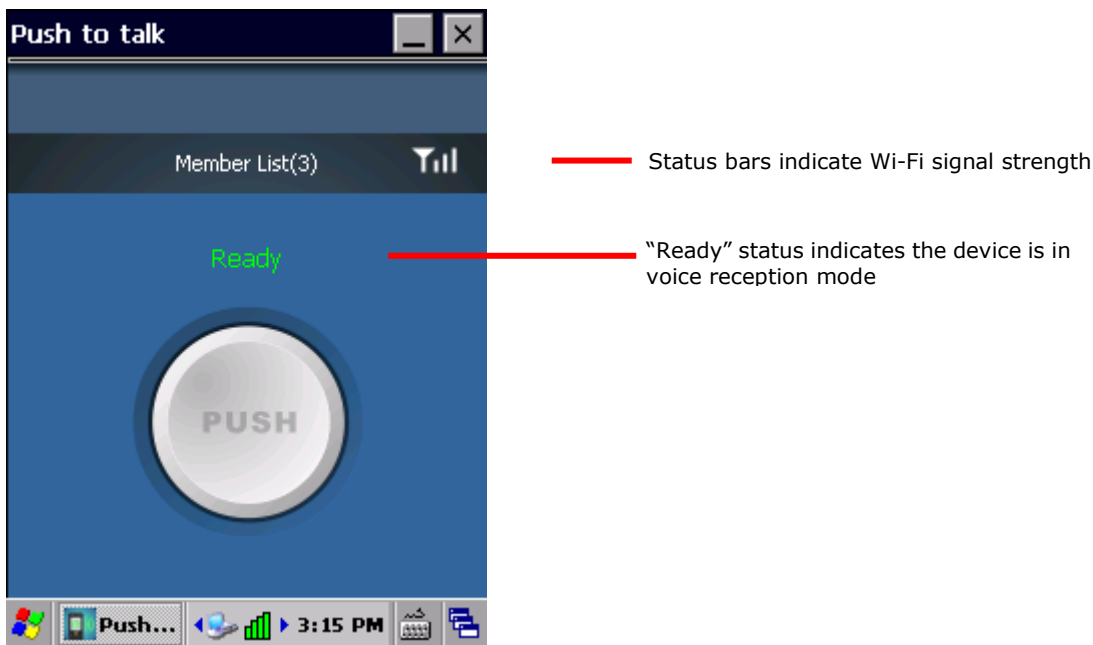 Push to talk
Member List(3)
Status bars indicate Wi-Fi signal strength
Ready
“Ready” status indicates the device is in
voice reception mode
PUSH
Push...
3:15 PM